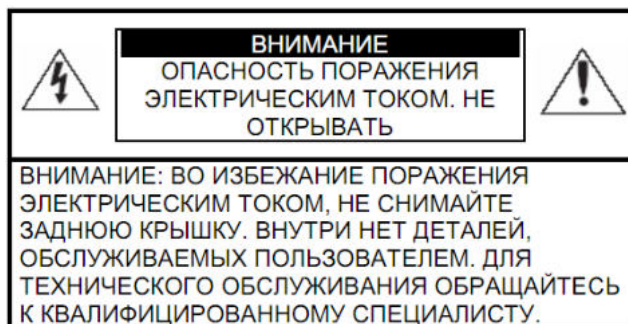 ВНИМАНИЕ
ОПАСНОСТЬ ПОРАЖЕНИЯ
ЭЛЕКТРИЧЕСКИМ ТОКОМ. НЕ
ОТКРЫВАТЬ
ВНИМАНИЕ: ВО ИЗБЕЖАНИЕ ПОРАЖЕНИЯ
ЭЛЕКТРИЧЕСКИМ ТОКОМ, НЕ СНИМАЙТЕ
ЗАДНЮЮ КРЫШКУ. ВНУТРИ НЕТ ДЕТАЛЕЙ,
ОБСЛУЖИВАЕМЫХ ПОЛЬЗОВАТЕЛЕМ. ДЛЯ
ТЕХНИЧЕСКОГО ОБСЛУЖИВАНИЯ ОБРАЩАЙТЕСЬ
К КВАЛИФИЦИРОВАННОМУ СПЕЦИАЛИСТУ.